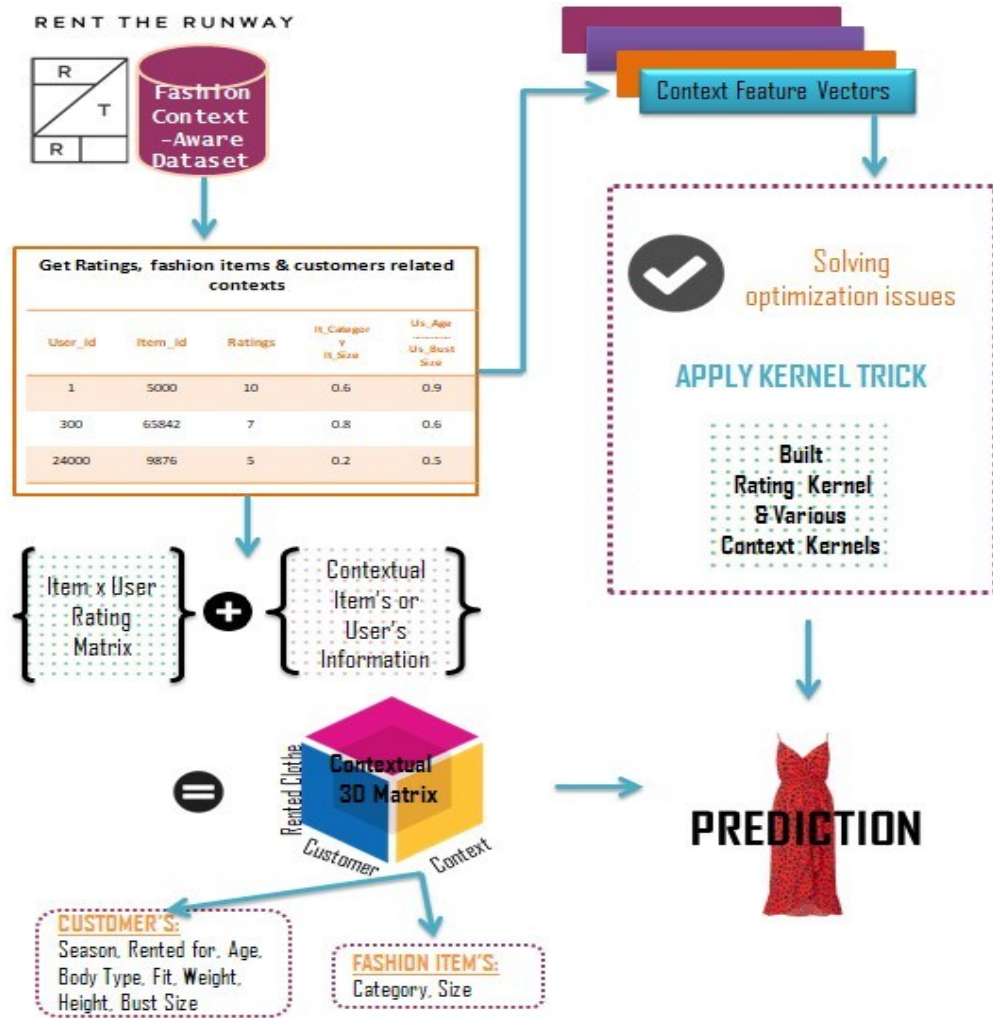 RENT THE RUNWAY
R
T
R
Fashion
Context
-Aware
Dataset
Context Feature Vectors
Get Ratings, fashion items & customers related
contexts
User_id Item_id Ratings It_Categor
y
It_Size Us_Age
............
Us_Bust
Size
1 5000 10 0.6 0.9
300 65842 7 0.8 0.6
24000 9876 5 0.2 0.5
Solving
optimization issues
APPLY KERNEL TRICK
Built
Rating Kernel
& Various
Context Kernels
Item x User
Rating
Matrix
Contextual
Item's or
User's
Information
Contextual
3D Matrix
Rented Clothe
Customer
Context
PREDICTION
CUSTOMER'S:
Season, Rented for, Age,
Body Type, Fit, Weight,
Height, Bust Size
FASHION ITEM'S:
Category, Size